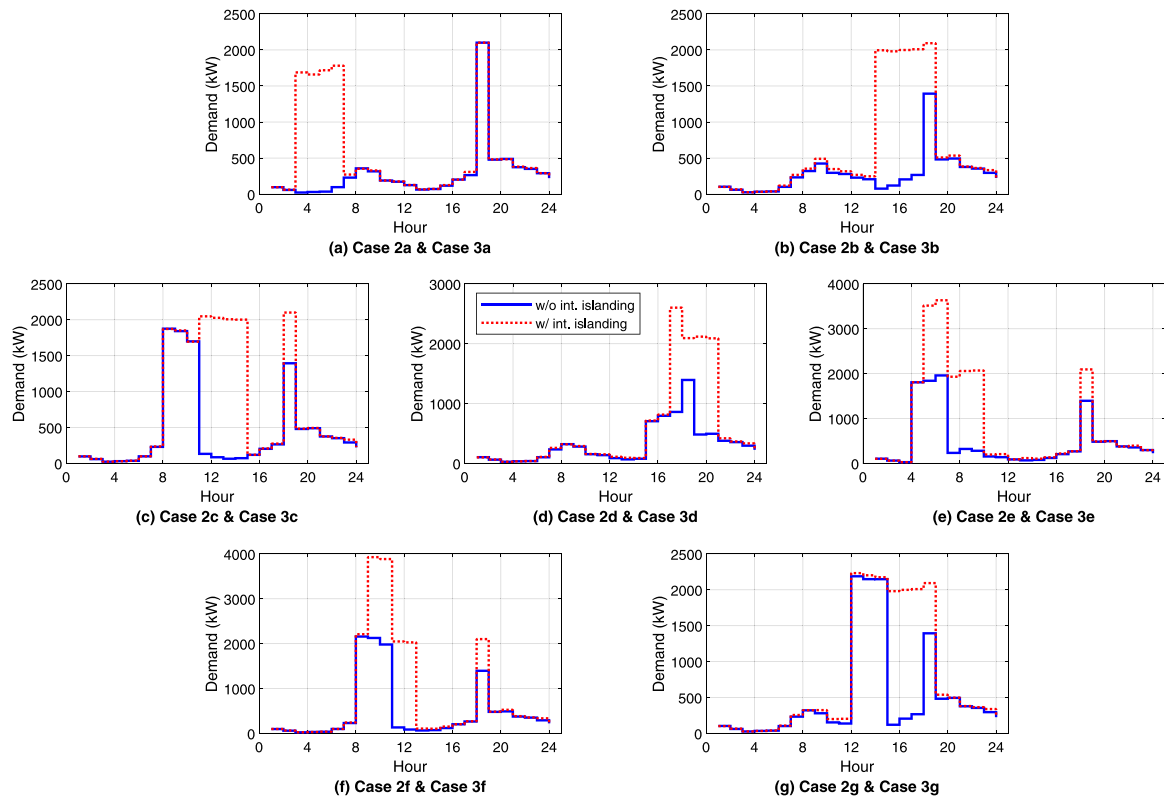 2500
2000
1500
1000
500
0
Demand (kW)
0 4 8 12 16 20 24
Hour
(a) Case 2a & Case 3a
2500
2000
1500
1000
500
0
Demand (kW)
0 4 8 12 16 20 24
Hour
(b) Case 2b & Case 3b
2500
2000
1500
1000
500
0
Demand (kW)
0 4 8 12 16 20 24
Hour
(c) Case 2c & Case 3c
3000
2000
1000
0
Demand (kW)
w/o int. islanding
w/ int. islanding
0 4 8 12 16 20 24
Hour
(d) Case 2d & Case 3d
4000
3000
2000
1000
0
Demand (kW)
0 4 8 12 16 20 24
Hour
(e) Case 2e & Case 3e
4000
3000
2000
1000
0
Demand (kW)
0 4 8 12 16 20 24
Hour
(f) Case 2f & Case 3f
2500
2000
1500
1000
500
0
Demand (kW)
0 4 8 12 16 20 24
Hour
(g) Case 2g & Case 3g